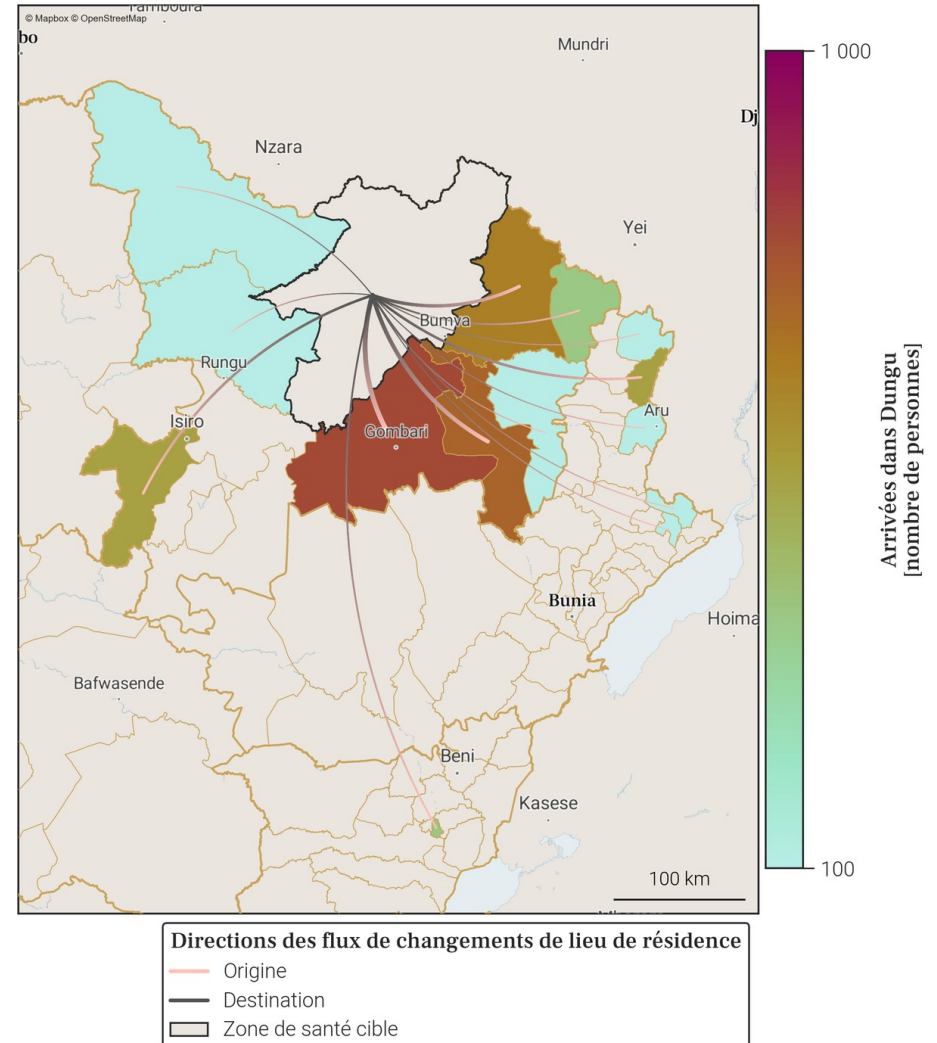 © Mapbox © OpenStreetMap
bo
Mundri
1 000
Dj
Nzara
Yei
Bumva
Rungu
Aru
Isiro
Gombari
Arrivées dans Dungu
[nombre de personnes]
Bunia
Hoima
Bafwasende
Beni
Kasese
100 km
100
Directions des flux de changements de lieu de résidence
Origine
Destination
Zone de santé cible